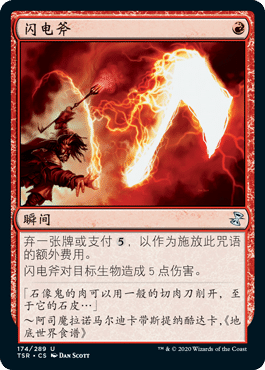 闪电斧
瞬间
弃一张牌或支付 5，以作为施放此咒语
的额外费用。
闪电斧对目标生物造成 5 点伤害。
「石像鬼的肉可以用一般的切肉刀削开，至
于它的石皮…」
～阿司魔拉诺马尔迪卡带斯提纳酷达卡，《地
底世界食谱》
174/289 U
TSR • CS DAN SCOTT
™ & © 2020 Wizards of the Coast